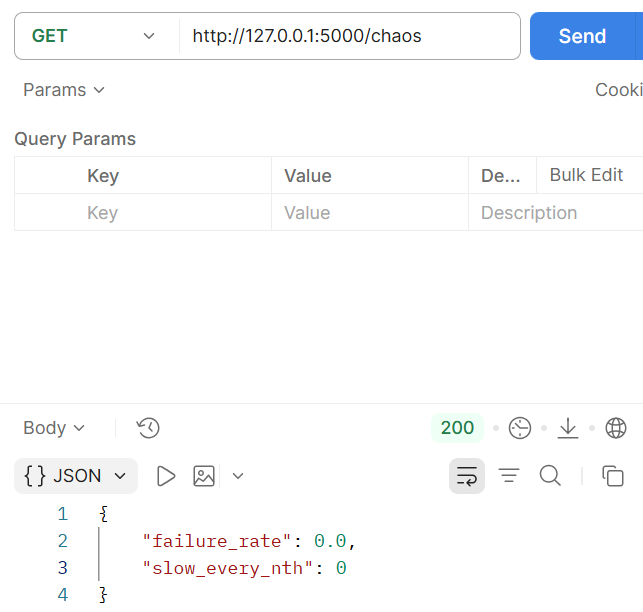 GET http://127.0.0.1:5000/chaos Send
Params Cooki
Query Params
Key Value De... Bulk Edit
Key Value Description
Body 200
{ } JSON
1 {
2 "failure_rate": 0.0,
3 "slow_every_nth": 0
4 }